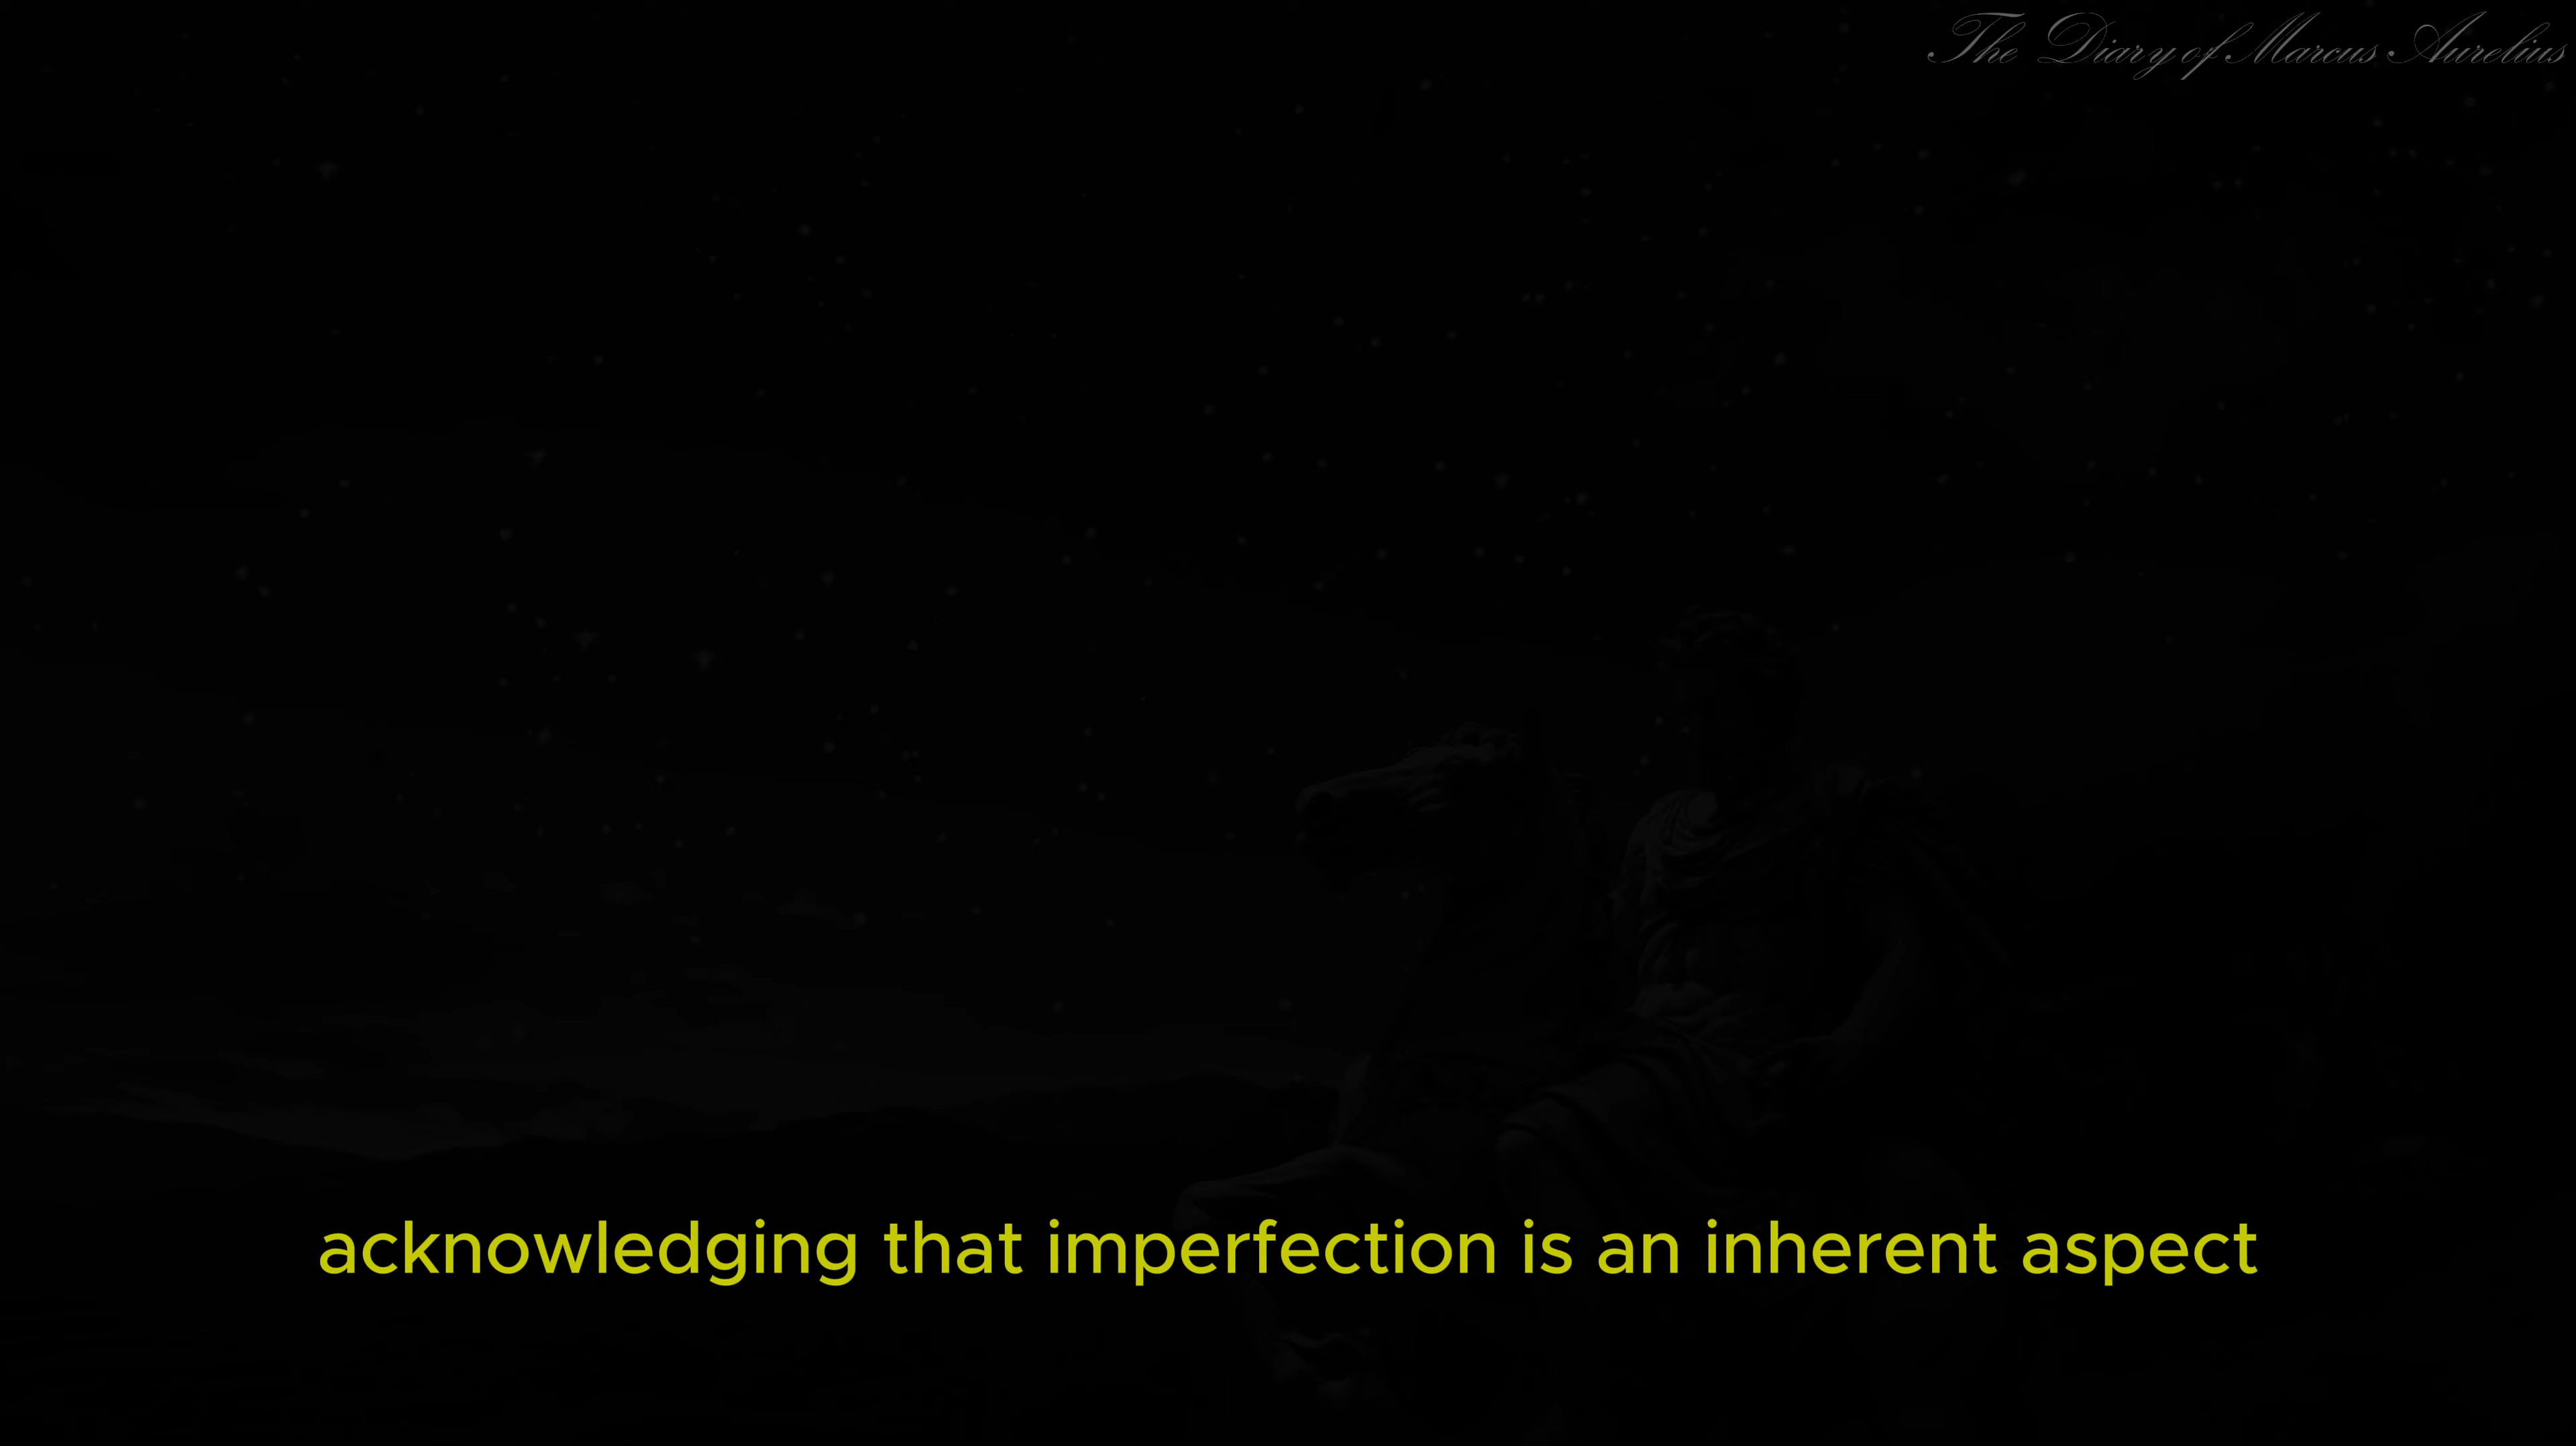 The Diary of Marcus Aurelius
acknowledging that imperfection is an inherent aspect